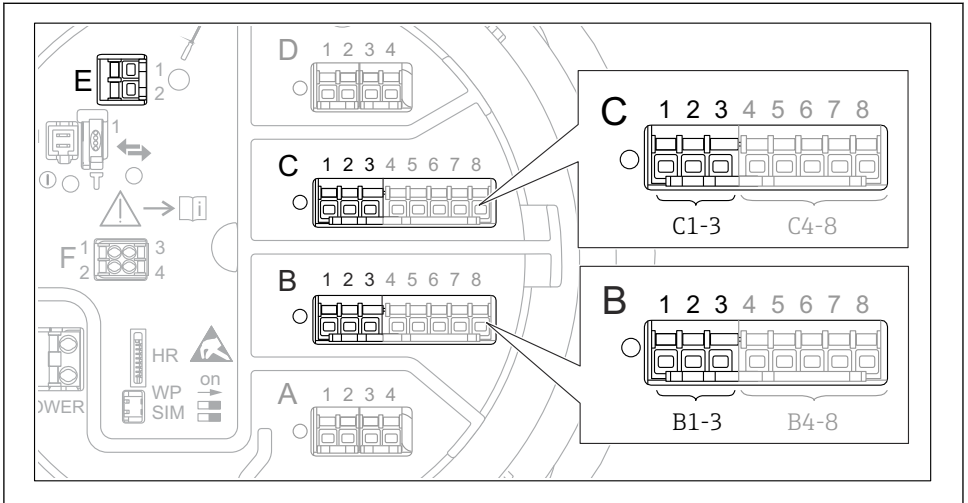 D 1 2 3 4
E 1
2
1
C 1 2 3 4 5 6 7 8
C 1 2 3 4 5 6 7 8
C1-3 C4-8
i
F 1 3
2 4
B 1 2 3 4 5 6 7 8
B 1 2 3 4 5 6 7 8
B1-3 B4-8
HR
on
WP
SIM
OWER
A 1 2 3 4